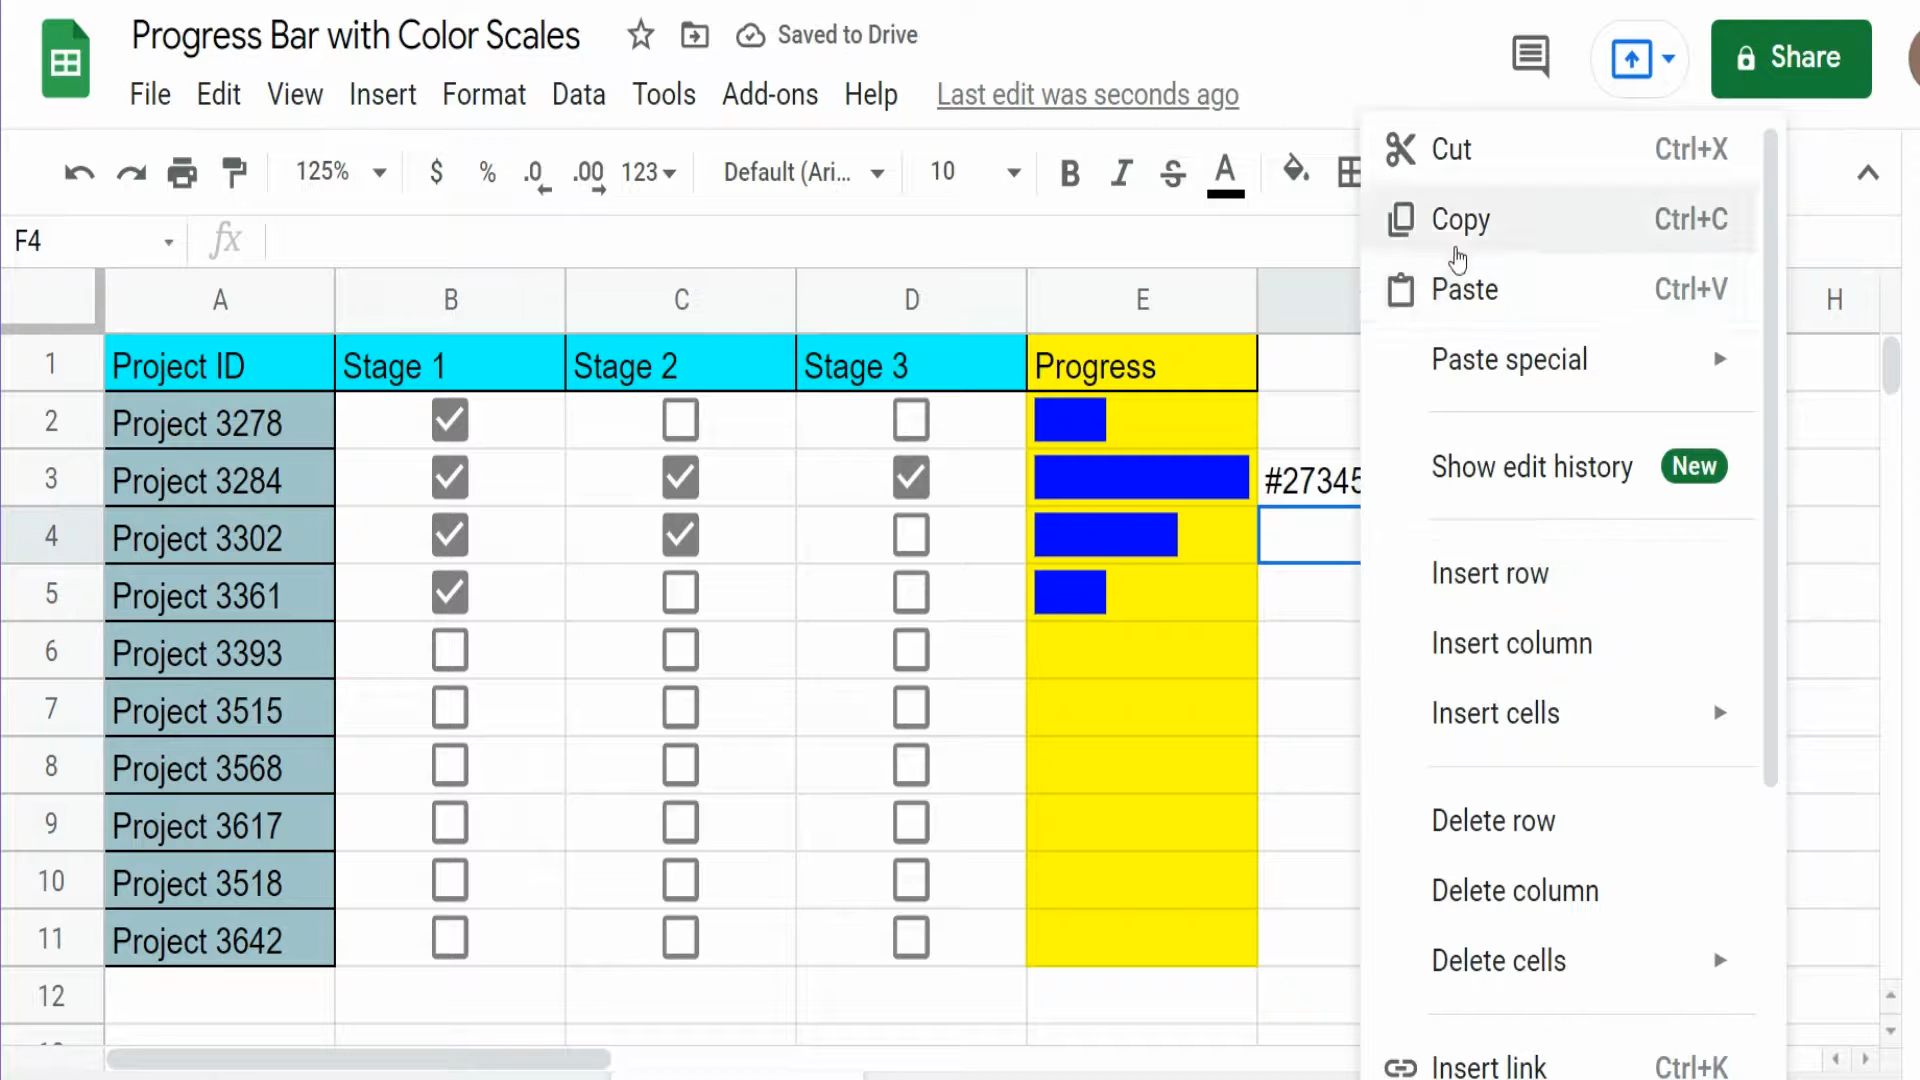 Progress Bar with Color Scales Saved to Drive
Share
File Edit View Insert Format Data Tools Add-ons Help Last edit was seconds ago
125% $ % .0 .00 123 Default (Ari... 10 B I S A
F4 fx
Cut Ctrl+X
Copy Ctrl+C
Paste Ctrl+V
Paste special
Show edit history New
Insert row
Insert column
Insert cells
Delete row
Delete column
Delete cells
Insert link Ctrl+K
A B C D E H
1 Project ID Stage 1 Stage 2 Stage 3 Progress
2 Project 3278
3 Project 3284 #27345
4 Project 3302
5 Project 3361
6 Project 3393
7 Project 3515
8 Project 3568
9 Project 3617
10 Project 3518
11 Project 3642
12